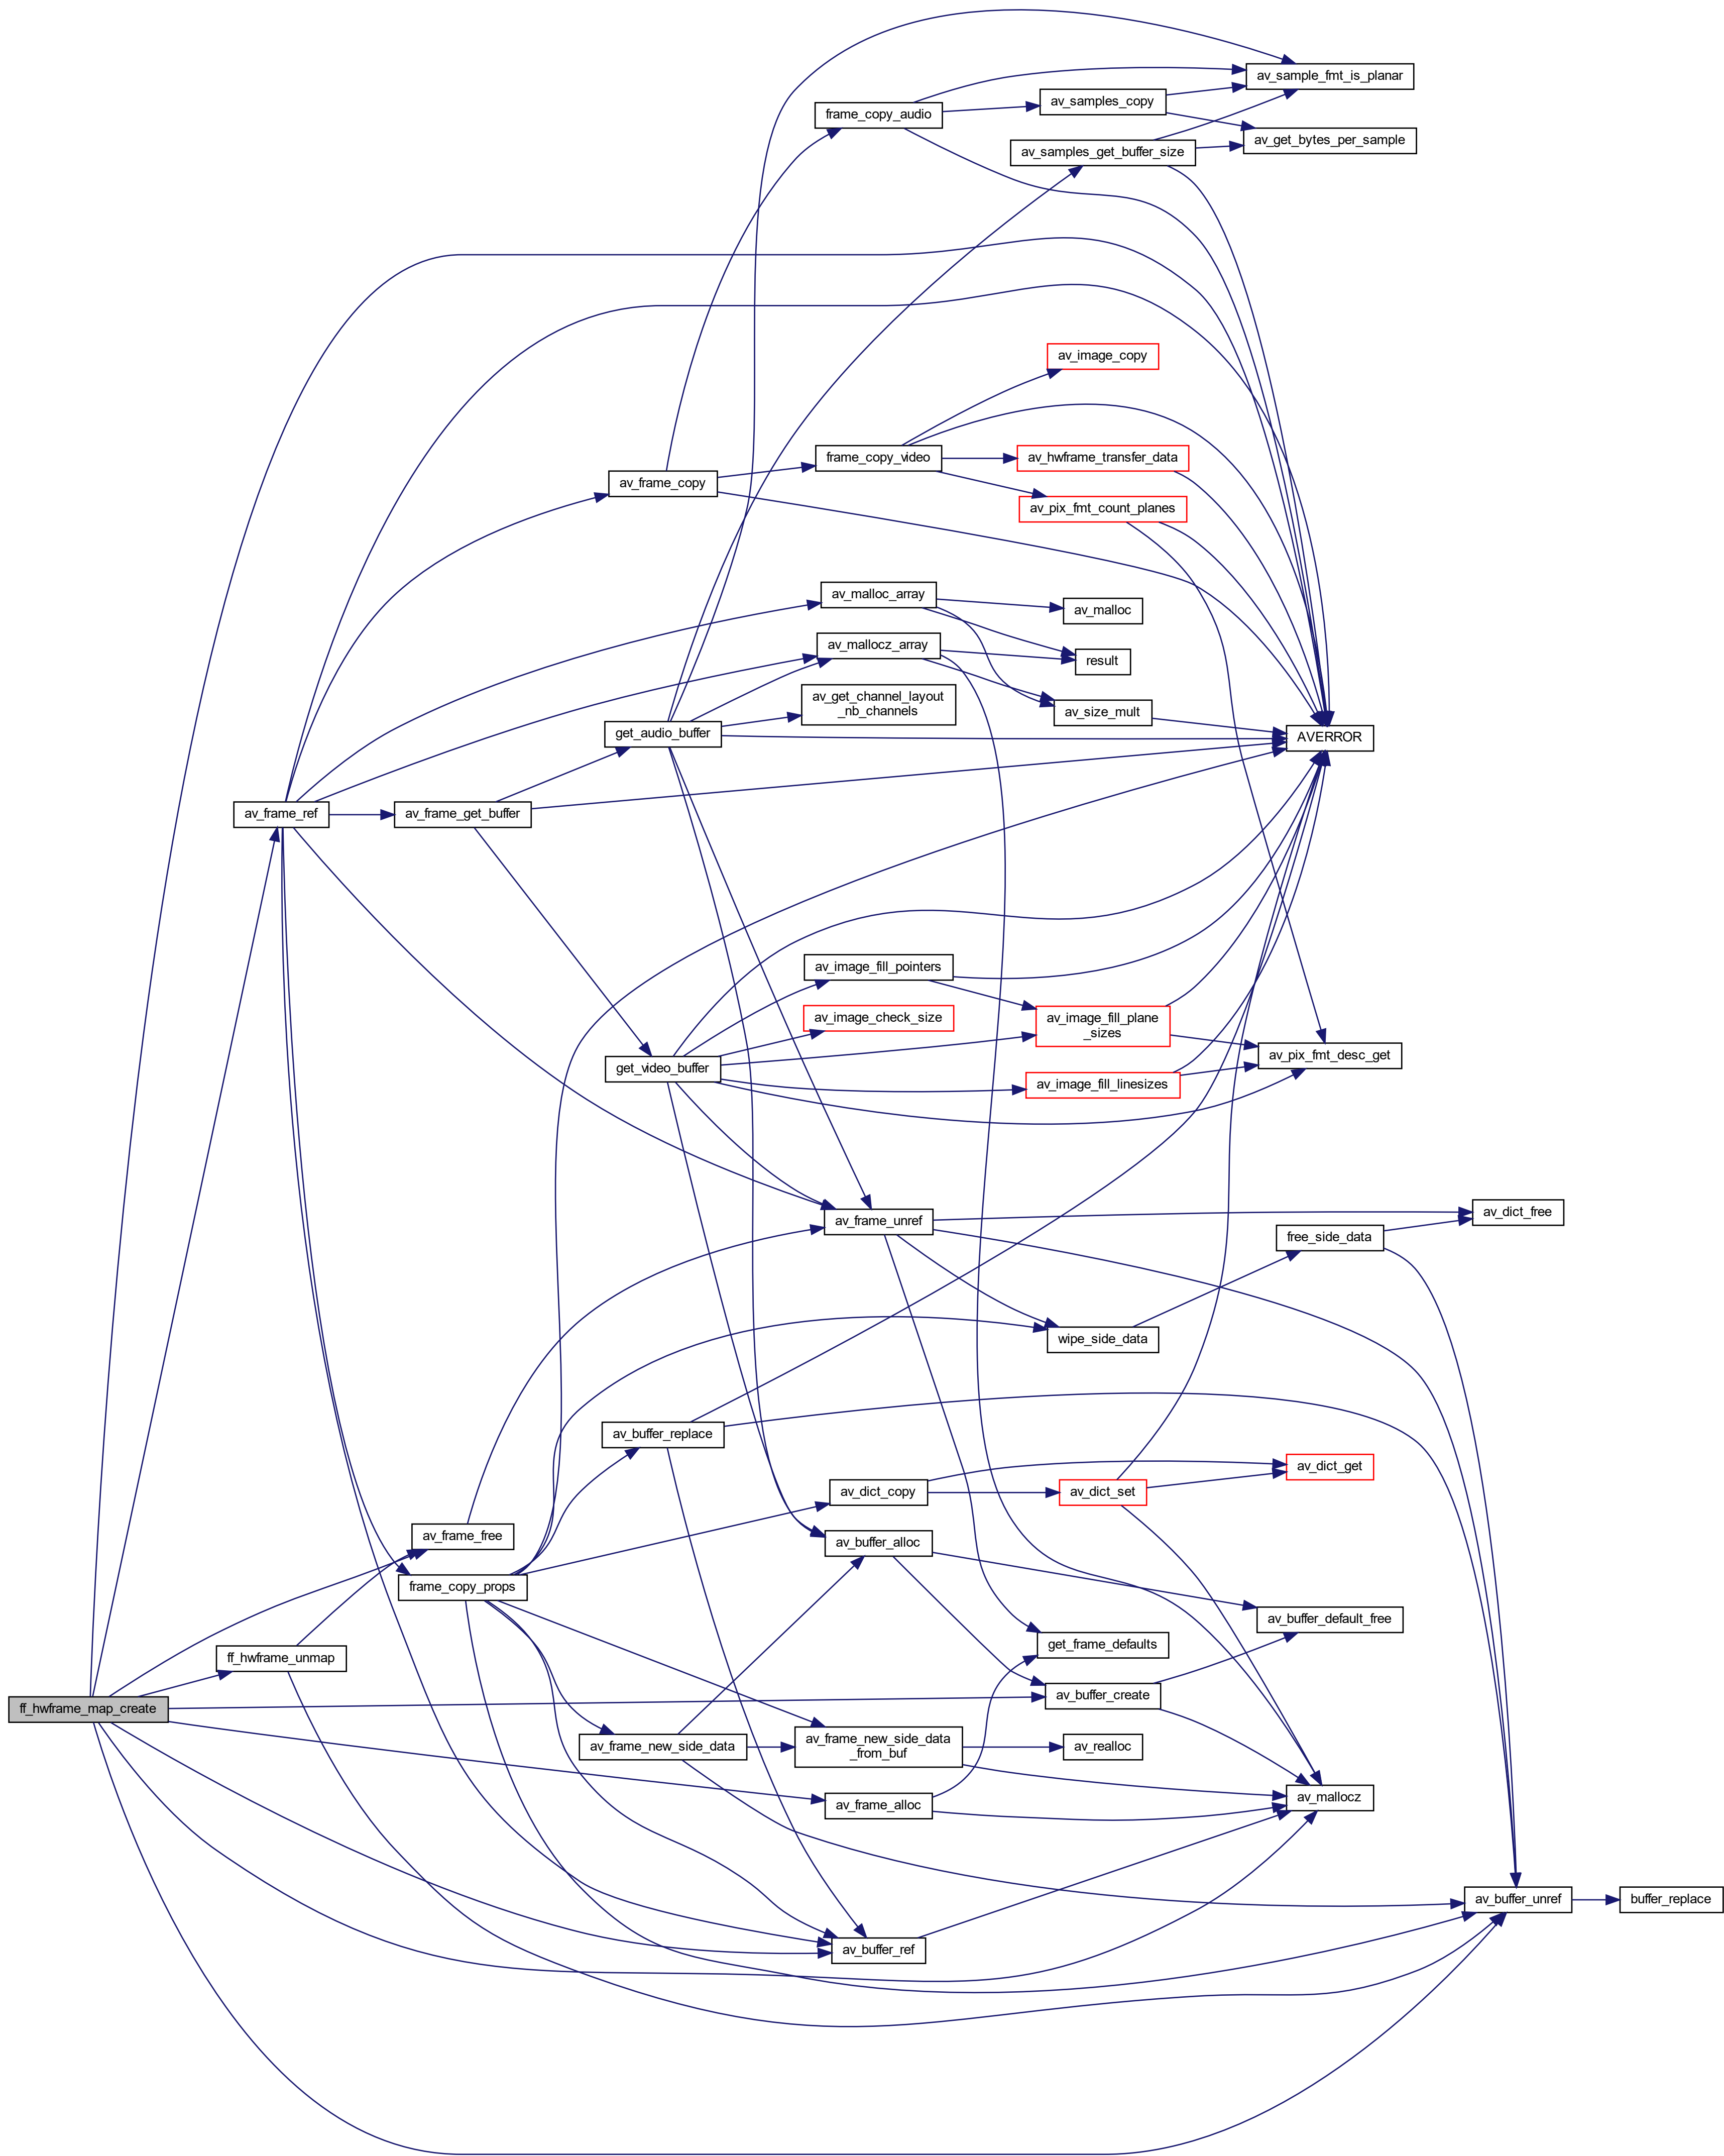 av_sample_fmt_is_planar
frame_copy_audio
av_samples_copy
av_get_bytes_per_sample
av_samples_get_buffer_size
av_image_copy
frame_copy_video
av_hwframe_transfer_data
av_frame_copy
av_pix_fmt_count_planes
av_malloc_array
av_malloc
av_mallocz_array
result
av_get_channel_layout
_nb_channels
av_size_mult
get_audio_buffer
AVERROR
av_frame_ref
av_frame_get_buffer
av_image_fill_pointers
av_image_check_size
av_image_fill_plane
_sizes
av_pix_fmt_desc_get
get_video_buffer
av_image_fill_linesizes
av_dict_free
av_frame_unref
free_side_data
wipe_side_data
av_buffer_replace
av_dict_get
av_dict_copy
av_dict_set
av_frame_free
av_buffer_alloc
frame_copy_props
av_buffer_default_free
get_frame_defaults
ff_hwframe_unmap
av_buffer_create
ff_hwframe_map_create
av_frame_new_side_data
av_frame_new_side_data
_from_buf
av_realloc
av_frame_alloc
av_mallocz
av_buffer_unref
buffer_replace
av_buffer_ref